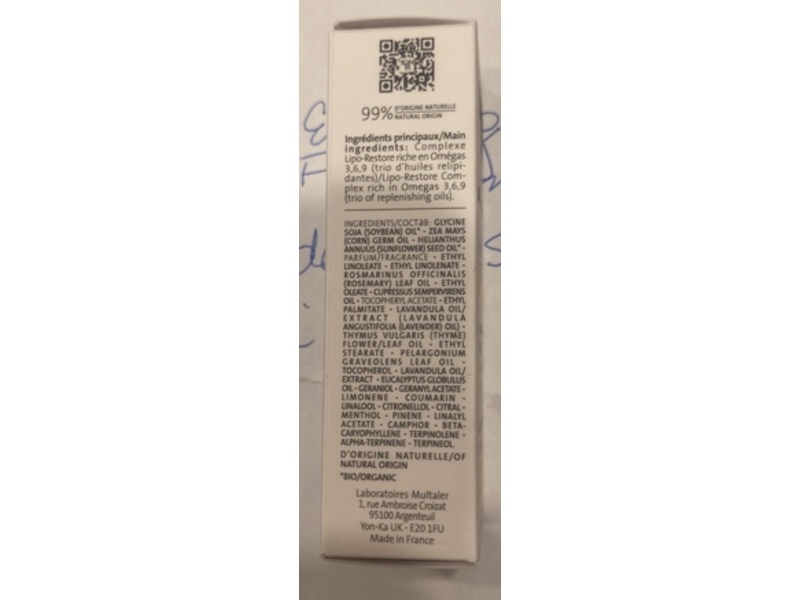 99% D'ORIGINE NATURELLE
NATURAL ORIGIN
Ingrédients principaux/Main
ingredients: Complexe
Lipo-Restore riche en Omégas
3,6,9 (trio d'huiles relipi-
dantes)/Lipo-Restore Com-
plex rich in Omegas 3,6,9
(trio of replenishing oils).
INGREDIENTS/СОСТАВ: GLYCINE
SOJA (SOYBEAN) OIL* - ZEA MAYS
(CORN) GERM OIL - HELIANTHUS
ANNUUS (SUNFLOWER) SEED OIL* -
PARFUM/FRAGRANCE - ETHYL
LINOLEATE - ETHYL LINOLENATE -
ROSMARINUS OFFICINALIS
(ROSEMARY) LEAF OIL - ETHYL
OLEATE - CUPRESSUS SEMPERVIRENS
OIL - TOCOPHERYL ACETATE - ETHYL
PALMITATE - LAVANDULA OIL/
EXTRACT (LAVANDULA
ANGUSTIFOLIA (LAVENDER) OIL) -
THYMUS VULGARIS (THYME)
FLOWER/LEAF OIL - ETHYL
STEARATE - PELARGONIUM
GRAVEOLENS LEAF OIL -
TOCOPHEROL - LAVANDULA OIL/
EXTRACT - EUCALYPTUS GLOBULUS
OIL - GERANIOL - GERANYL ACETATE -
LIMONENE - COUMARIN -
LINALOOL - CITRONELLOL - CITRAL -
MENTHOL - PINENE - LINALYL
ACETATE - CAMPHOR - BETA-
CARYOPHYLLENE - TERPINOLENE -
ALPHA-TERPINENE - TERPINEOL.
D'ORIGINE NATURELLE/OF
NATURAL ORIGIN
*BIO/ORGANIC
Laboratoires Multaler
1, rue Ambroise Croizat
95100 Argenteuil
Yon-Ka UK - E20 1FU
Made in France